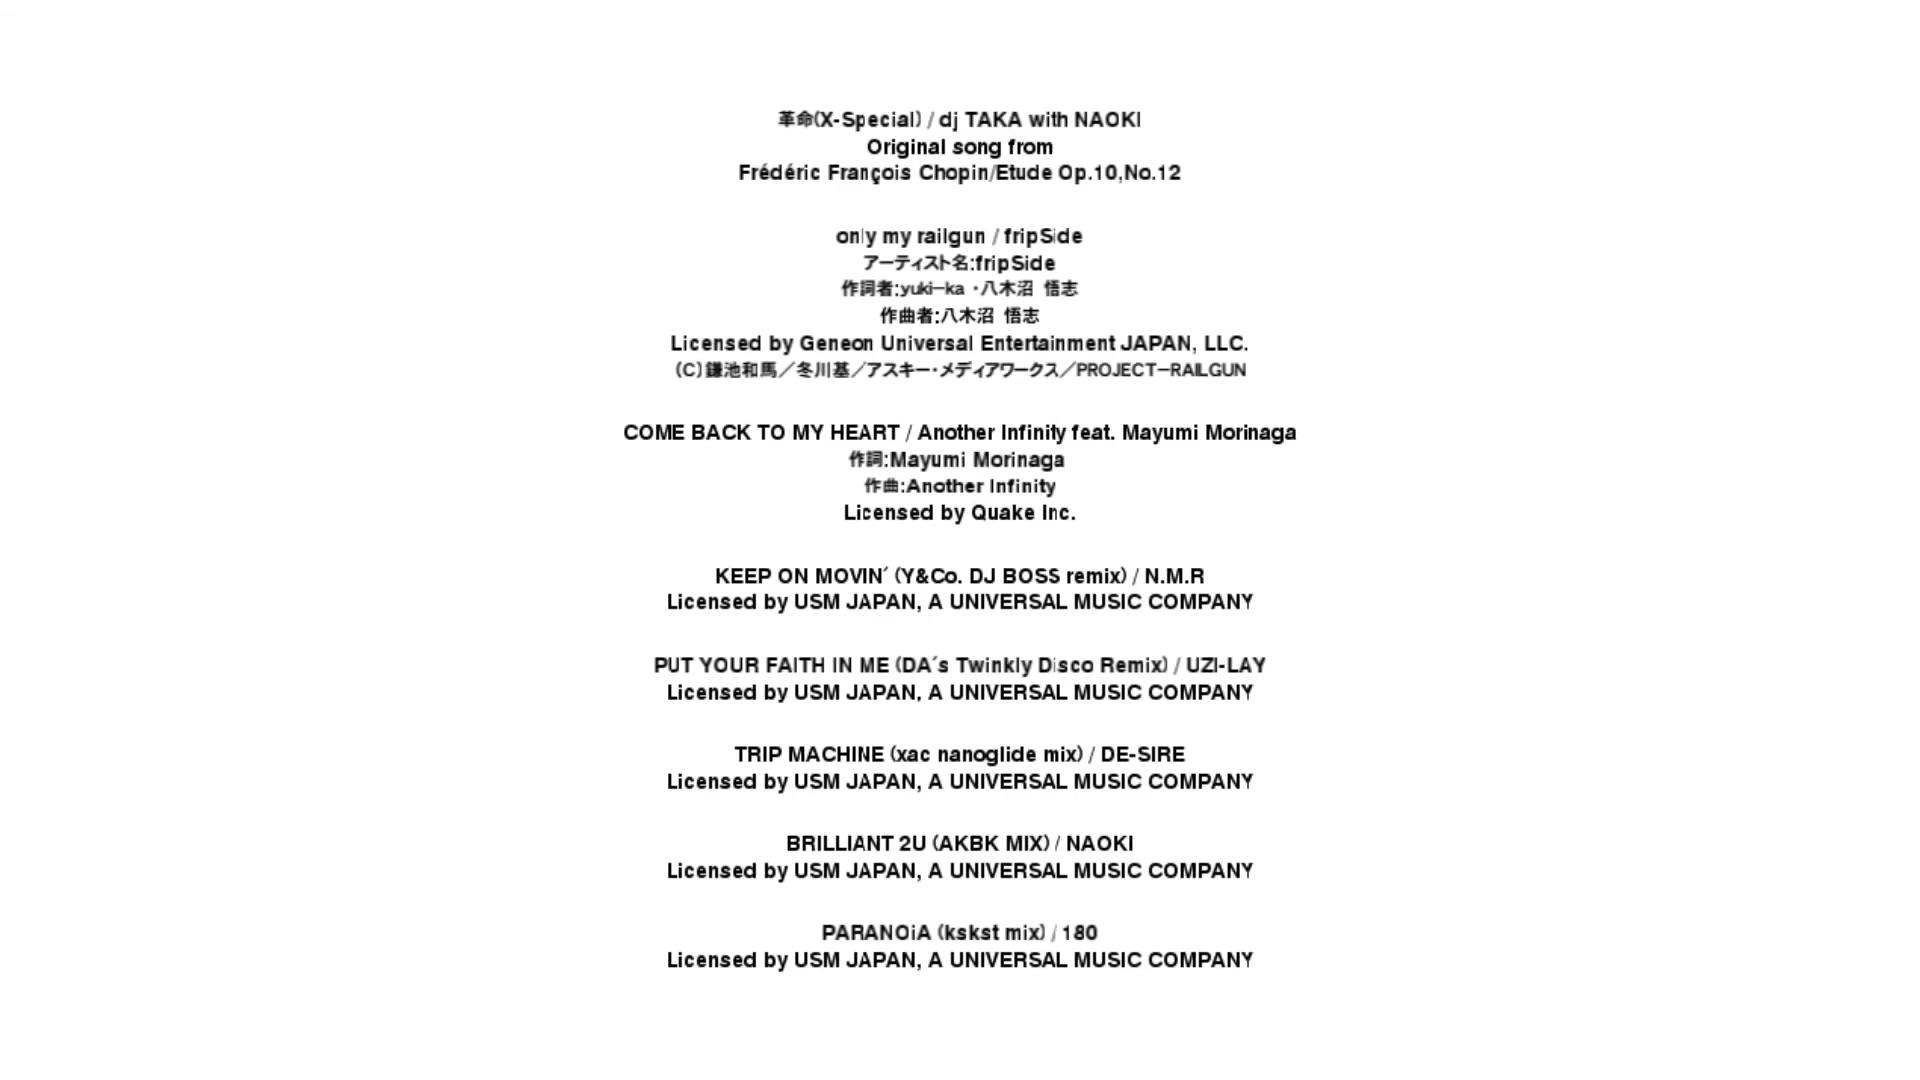 革命(X-Special) / dj TAKA with NAOKI
Original song from
Frédéric François Chopin/Etude Op.10,No.12
only my railgun / fripSide
アーティスト名:fripSide
作詞者:yuki-ka ・八木沼 悟志
作曲者:八木沼 悟志
Licensed by Geneon Universal Entertainment JAPAN, LLC.
(C)鎌池和馬／冬川基／アスキー・メディアワークス／PROJECT-RAILGUN
COME BACK TO MY HEART / Another Infinity feat. Mayumi Morinaga
作詞:Mayumi Morinaga
作曲:Another Infinity
Licensed by Quake Inc.
KEEP ON MOVIN´ (Y&Co. DJ BOSS remix) / N.M.R
Licensed by USM JAPAN, A UNIVERSAL MUSIC COMPANY
PUT YOUR FAITH IN ME (DA´s Twinkly Disco Remix) / UZI-LAY
Licensed by USM JAPAN, A UNIVERSAL MUSIC COMPANY
TRIP MACHINE (xac nanoglide mix) / DE-SIRE
Licensed by USM JAPAN, A UNIVERSAL MUSIC COMPANY
BRILLIANT 2U (AKBK MIX) / NAOKI
Licensed by USM JAPAN, A UNIVERSAL MUSIC COMPANY
PARANOiA (kskst mix) / 180
Licensed by USM JAPAN, A UNIVERSAL MUSIC COMPANY